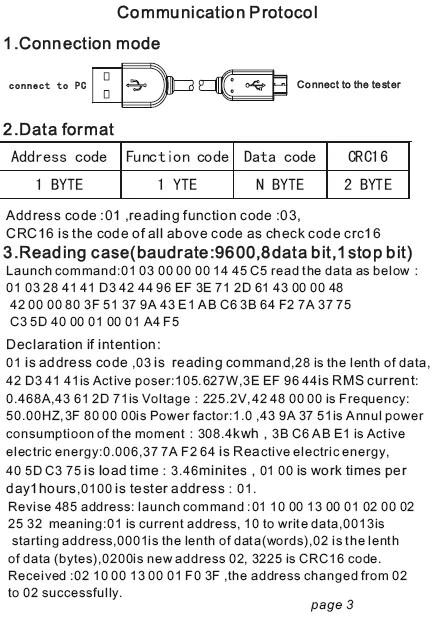 Communication Protocol
1.Connection mode
connect to PC
Connect to the tester
2.Data format
Address code Function code Data code CRC16
1 BYTE 1 YTE N BYTE 2 BYTE
Address code :01 ,reading function code :03,
CRC16 is the code of all above code as check code crc16
3.Reading case(baudrate:9600,8data bit,1stop bit)
Launch command:01 03 00 00 00 14 45 C5 read the data as below :
01 03 28 41 41 D3 42 44 96 EF 3E 71 2D 61 43 00 00 48
42 00 00 80 3F 51 37 9A 43 E1 AB C6 3B 64 F2 7A 37 75
C3 5D 40 00 01 00 01 A4 F5
Declaration if intention:
01 is address code ,03 is reading command,28 is the lenth of data,
42 D3 41 41 is Active poser:105.627W,3E EF 96 44is RMS current:
0.468A,43 61 2D 71is Voltage : 225.2V,42 48 00 00 is Frequency:
50.00HZ,3F 80 00 00is Power factor:1.0 ,43 9A 37 51is Annul power
consumptioon of the moment : 308.4kwh , 3B C6 AB E1 is Active
electric energy:0.006,37 7A F2 64 is Reactive electric energy,
40 5D C3 75 is load time : 3.46minites , 01 00 is work times per
day1hours,0100 is tester address : 01.
Revise 485 address: launch command :01 10 00 13 00 01 02 00 02
25 32 meaning:01 is current address, 10 to write data,0013is
starting address,0001is the lenth of data(words),02 is the lenth
of data (bytes),0200is new address 02, 3225 is CRC16 code.
Received :02 10 00 13 00 01 F0 3F ,the address changed from 02
to 02 successfully.
page 3